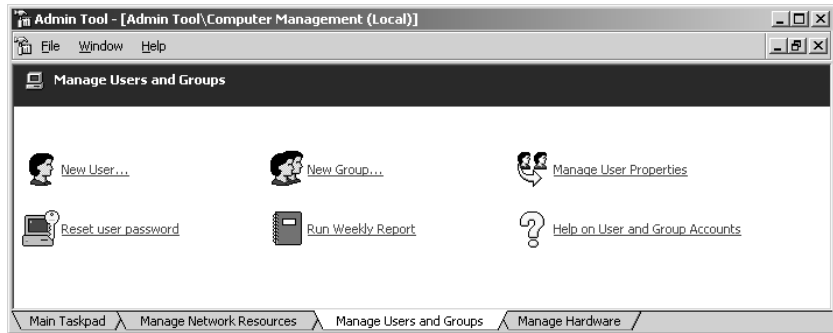 Admin Tool - [Admin Tool\Computer Management (Local)]
File Window Help
Manage Users and Groups
New User... New Group... Manage User Properties
Reset user password Run Weekly Report Help on User and Group Accounts
Main Taskpad Manage Network Resources Manage Users and Groups Manage Hardware